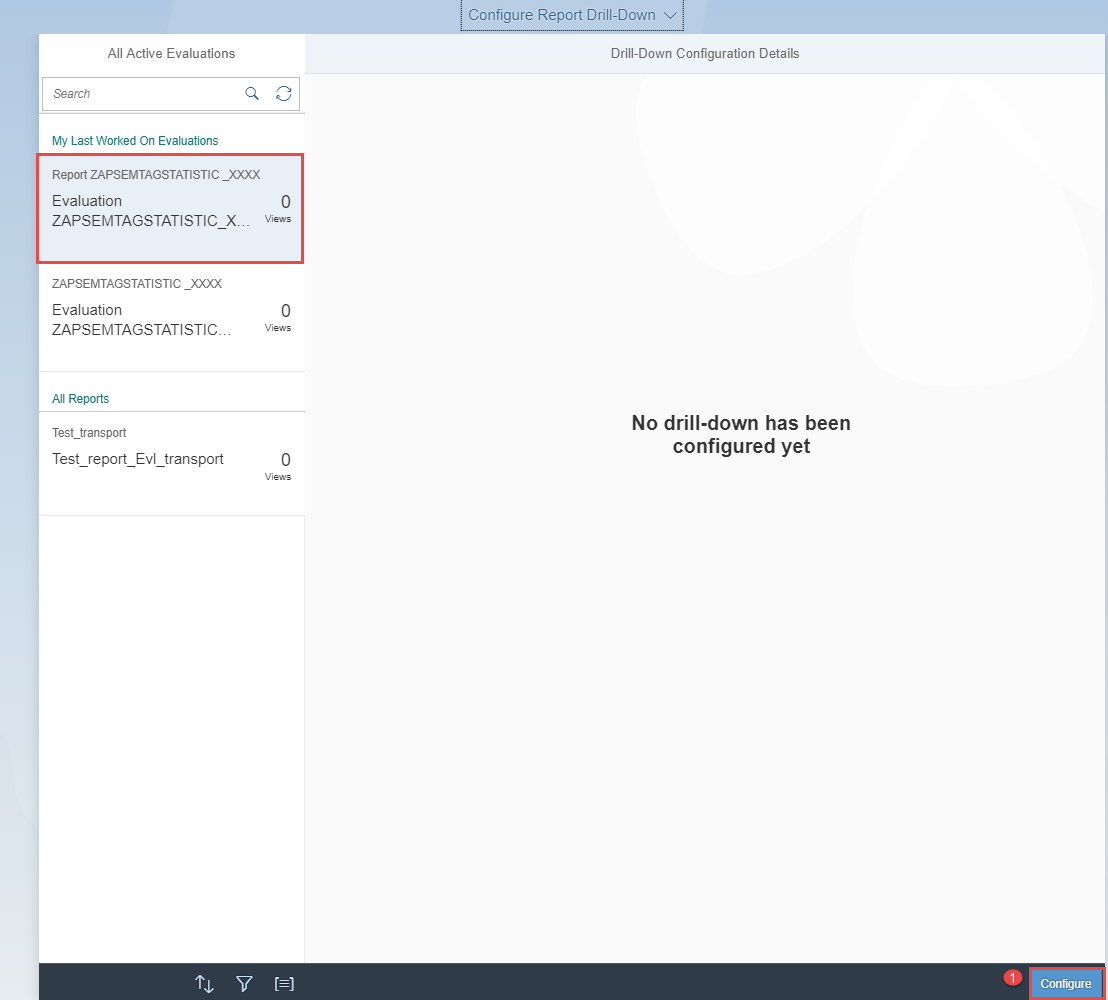 Configure Report Drill-Down
All Active Evaluations
Drill-Down Configuration Details
Search
My Last Worked On Evaluations
Report ZAPSEMTAGSTATISTIC _XXXX
Evaluation
ZAPSEMTAGSTATISTIC_X...
0
Views
ZAPSEMTAGSTATISTIC _XXXX
Evaluation
ZAPSEMTAGSTATISTIC...
0
Views
All Reports
Test_transport
Test_report_Evl_transport
0
Views
No drill-down has been
configured yet
1
Configure